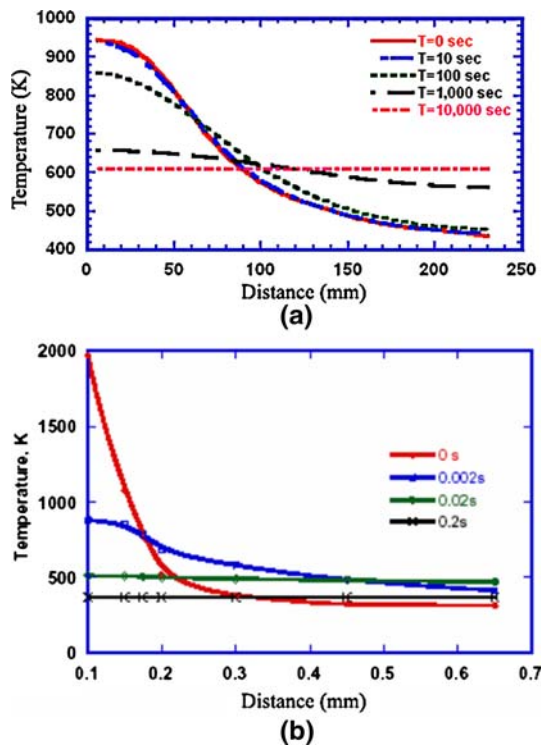 1000
900
800
700
600
500
400
Temperature (K)
T=0 sec
T=10 sec
T=100 sec
T=1,000 sec
T=10,000 sec
0 50 100 150 200 250
Distance (mm)
(a)
2000
1500
1000
500
0
Temperature, K
0 s
0.002s
0.02s
0.2s
0.1 0.2 0.3 0.4 0.5 0.6 0.7
Distance (mm)
(b)